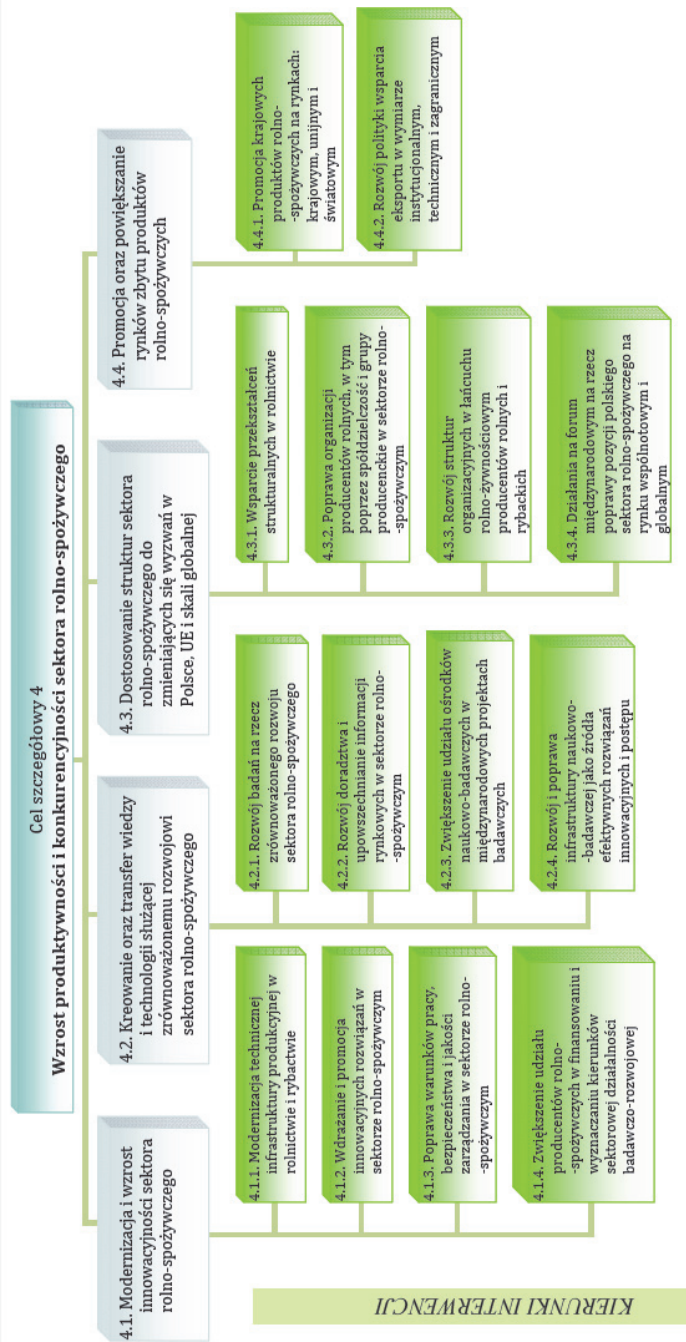 Cel szczegółowy 4
Wzrost produktywności i konkurencyjności sektora rolno-spożywczego
4.1. Modernizacja i wzrost
innowacyjności sektora
rolno-spożywczego
4.1.1. Modernizacja technicznej
infrastruktury produkcyjnej w
rolnictwie i rybactwie
4.1.2. Wdrażanie i promocja
innowacyjnych rozwiązań w
sektorze rolno-spożywczym
4.1.3. Poprawa warunków pracy,
bezpieczeństwa i jakości
zarządzania w sektorze rolno-
-spożywczym
4.1.4. Zwiększenie udziału
producentów rolno-
-spożywczych w finansowaniu i
wyznaczaniu kierunków
sektorowej działalności
badawczo-rozwojowej
4.2. Kreowanie oraz transfer wiedzy
i technologii służącej
zrównoważonemu rozwojowi
sektora rolno-spożywczego
4.2.1. Rozwój badań na rzecz
zrównoważonego rozwoju
sektora rolno-spożywczego
4.2.2. Rozwój doradztwa i
upowszechnianie informacji
rynkowych w sektorze rolno-
-spożywczym
4.2.3. Zwiększenie udziału ośrodków
naukowo-badawczych w
międzynarodowych projektach
badawczych
4.2.4. Rozwój i poprawa
infrastruktury naukowo-
-badawczej jako źródła
efektywnych rozwiązań
innowacyjnych i postępu
4.3. Dostosowanie struktur sektora
rolno-spożywczego do
zmieniających się wyzwań w
Polsce, UE i skali globalnej
4.3.1. Wsparcie przekształceń
strukturalnych w rolnictwie
4.3.2. Poprawa organizacji
producentów rolnych, w tym
poprzez spółdzielczość i grupy
producenckie w sektorze rolno-
-spożywczym
4.3.3. Rozwój struktur
organizacyjnych w łańcuchu
rolno-żywnościowym
producentów rolnych i
rybackich
4.3.4. Działania na forum
międzynarodowym na rzecz
poprawy pozycji polskiego
sektora rolno-spożywczego na
rynku wspólnotowym i
globalnym
4.4. Promocja oraz powiększanie
rynków zbytu produktów
rolno-spożywczych
4.4.1. Promocja krajowych
produktów rolno-
-spożywczych na rynkach:
krajowym, unijnym i
światowym
4.4.2. Rozwój polityki wsparcia
eksportu w wymiarze
instytucjonalnym,
technicznym i zagranicznym
KIERUNKI INTERWENCJI